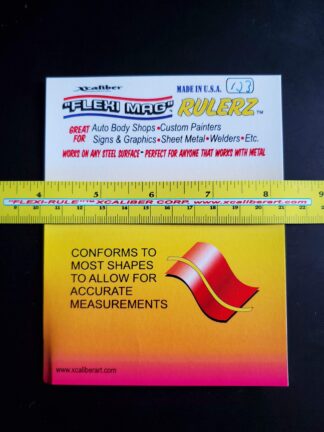 Xcaliber
MADE IN U.S.A.
"FLEXI MAG" RULERZ™
GREAT FOR
Auto Body Shops•Custom Painters
Signs & Graphics•Sheet Metal•Welders•Etc.
WORKS ON ANY STEEL SURFACE~PERFECT FOR ANYONE THAT WORKS WITH METAL
4 5 6 7 8 9
"FLEXI-RULE"™ XCALIBER CORP. www.xcaliberart.com
CONFORMS TO
MOST SHAPES
TO ALLOW FOR
ACCURATE
MEASUREMENTS
www.xcaliberart.com